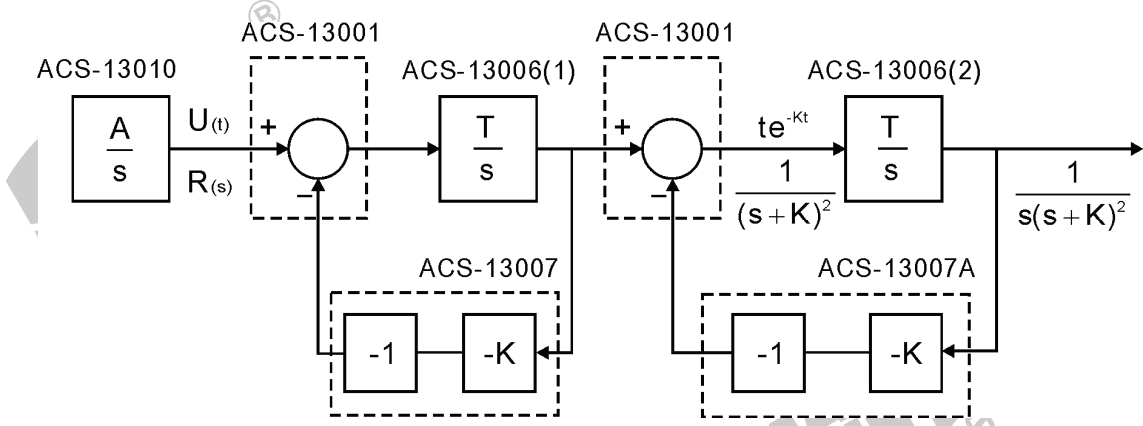 ®
ACS-13001
ACS-13001
ACS-13010
ACS-13006(1)
ACS-13006(2)
A
s
U(t)
R(s)
+
−
T
s
+
−
te^-Kt
1
(s+K)²
T
s
1
s(s+K)²
ACS-13007
-1
-K
ACS-13007A
-1
-K